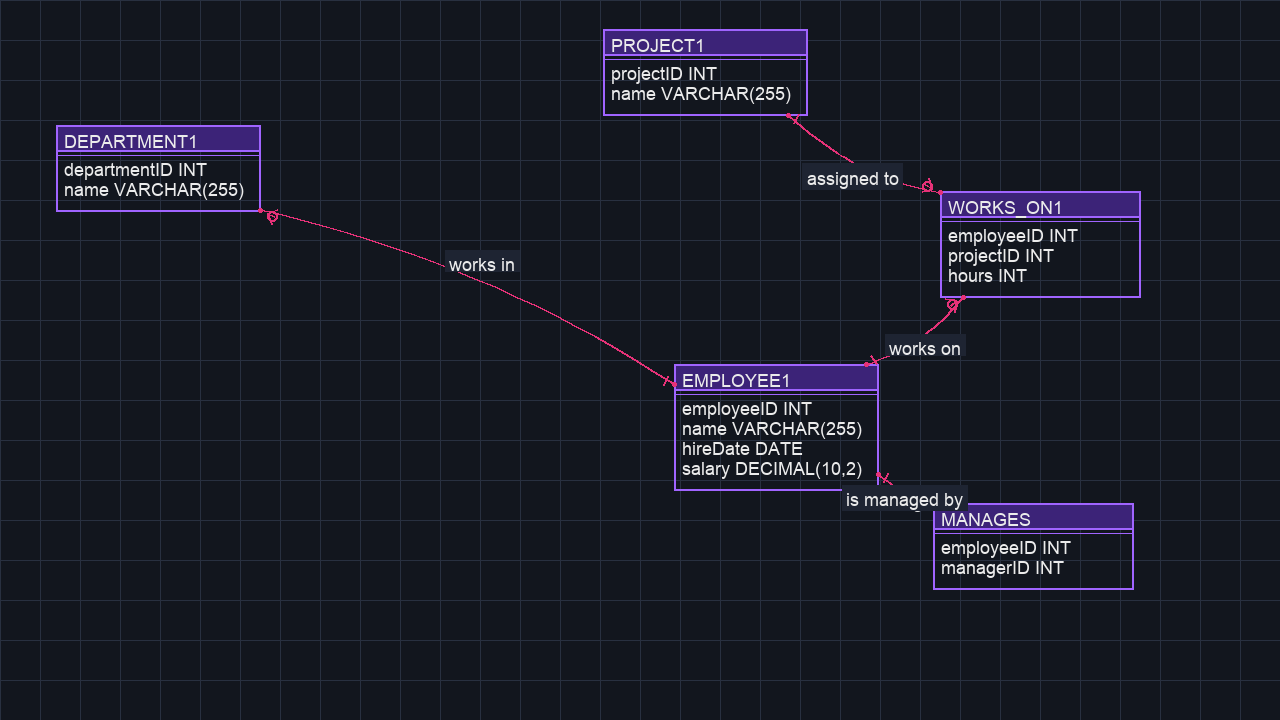 PROJECT1
projectID INT
name VARCHAR(255)
DEPARTMENT1
departmentID INT
name VARCHAR(255)
assigned to
WORKS_ON1
employeeID INT
projectID INT
hours INT
works in
works on
EMPLOYEE1
employeeID INT
name VARCHAR(255)
hireDate DATE
salary DECIMAL(10,2)
is managed by
MANAGES
employeeID INT
managerID INT